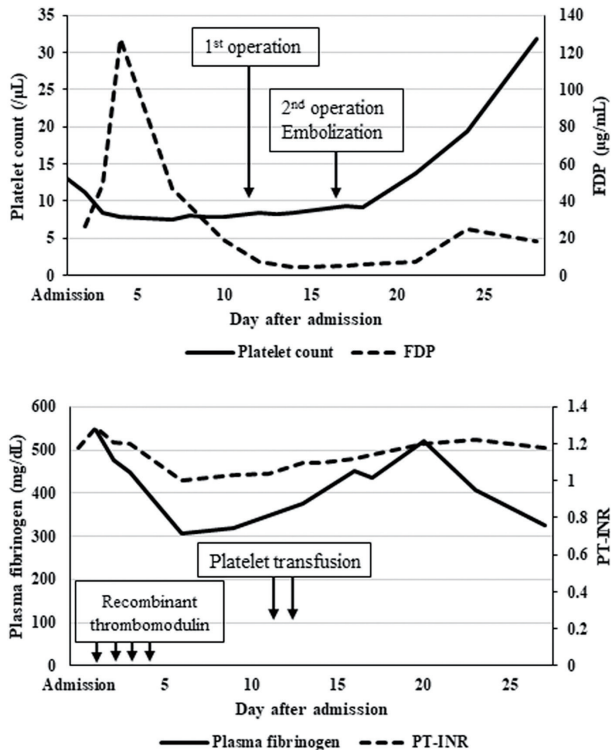 35
30
25
20
15
10
5
0
Platelet count (/μL)
140
120
100
80
60
40
20
0
FDP (μg/mL)
1st operation
2nd operation
Embolization
Admission 5 10 15 20 25
Day after admission
Platelet count FDP
600
500
400
300
200
100
0
Plasma fibrinogen (mg/dL)
1.4
1.2
1
0.8
0.6
0.4
0.2
0
PT-INR
Platelet transfusion
Recombinant
thrombomodulin
Admission 5 10 15 20 25
Day after admission
Plasma fibrinogen PT-INR